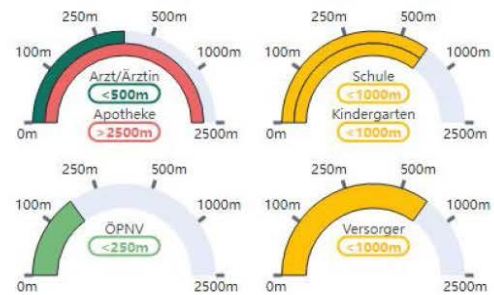 250m 500m
100m 1000m
Arzt/Ärztin
<500m
Apotheke
>2500m
0m 2500m
250m 500m
100m 1000m
Schule
<1000m
Kindergarten
<1000m
0m 2500m
250m 500m
100m 1000m
ÖPNV
<250m
0m 2500m
250m 500m
100m 1000m
Versorger
<1000m
0m 2500m